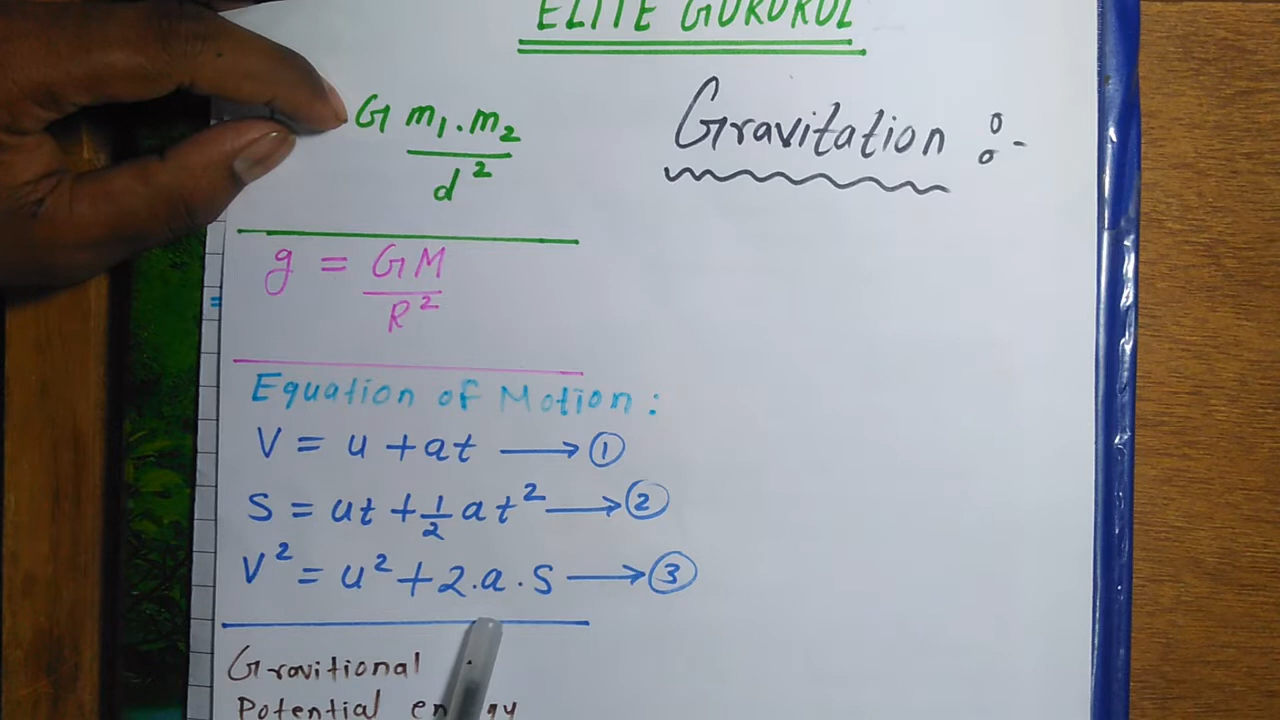 ELITE GURUKUL
Gravitation :-
G m₁.m₂ / d²
g = GM / R²
Equation of Motion :
V = u + at → ①
S = ut + ½ at² → ②
V² = u² + 2.a.S → ③
Gravitional
Potential energy